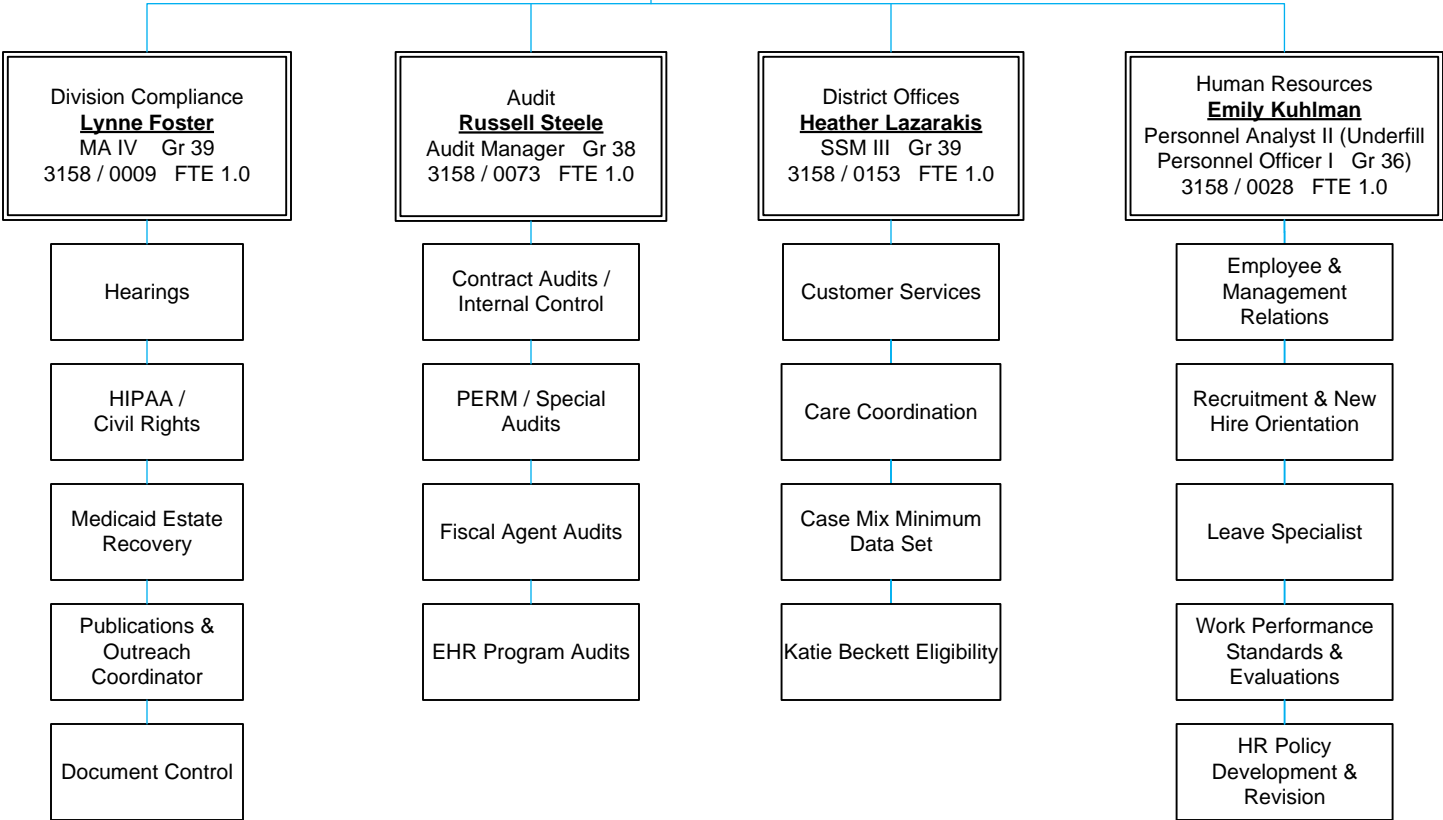 Division Compliance
Lynne Foster
MA IV Gr 39
3158 / 0009 FTE 1.0
Hearings
HIPAA /
Civil Rights
Medicaid Estate
Recovery
Publications &
Outreach
Coordinator
Document Control
Audit
Russell Steele
Audit Manager Gr 38
3158 / 0073 FTE 1.0
Contract Audits /
Internal Control
PERM / Special
Audits
Fiscal Agent Audits
EHR Program Audits
District Offices
Heather Lazarakis
SSM III Gr 39
3158 / 0153 FTE 1.0
Customer Services
Care Coordination
Case Mix Minimum
Data Set
Katie Beckett Eligibility
Human Resources
Emily Kuhlman
Personnel Analyst II (Underfill
Personnel Officer I Gr 36)
3158 / 0028 FTE 1.0
Employee &
Management
Relations
Recruitment & New
Hire Orientation
Leave Specialist
Work Performance
Standards &
Evaluations
HR Policy
Development &
Revision